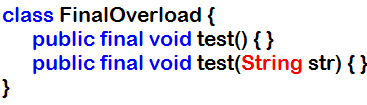 class FinalOverload {
    public final void test() { }
    public final void test(String str) { }
}